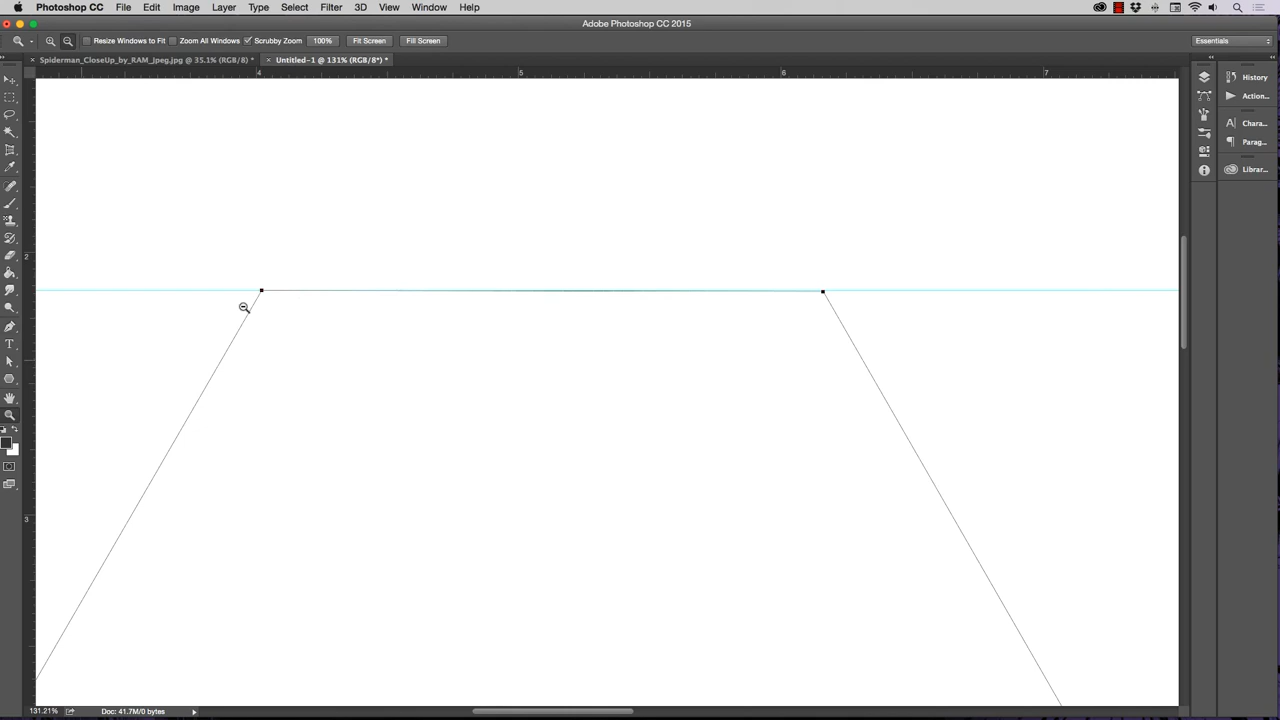 Photoshop CC File Edit Image Layer Type Select Filter 3D View Window Help
Adobe Photoshop CC 2015
Resize Windows to Fit Zoom All Windows Scrubby Zoom 100% Fit Screen Fill Screen Essentials
× Spiderman_CloseUp_by_RAM_Jpeg.jpg @ 35.1% (RGB/8) * × Untitled-1 @ 131% (RGB/8*) *
4 5 6 7
History
Action...
A| Chara...
¶ Parag...
Librar...
2
3
131.21% Doc: 41.7M/0 bytes